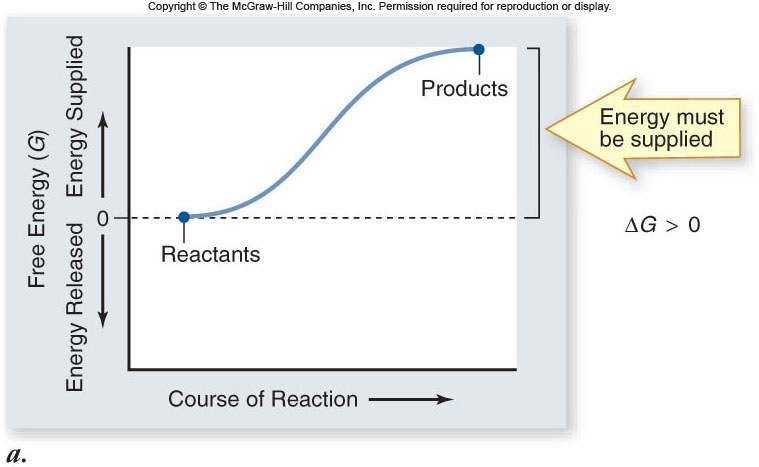 Copyright © The McGraw-Hill Companies, Inc. Permission required for reproduction or display.
Free Energy (G)
Energy Supplied
Energy Released
0
Products
Reactants
Energy must
be supplied
ΔG > 0
Course of Reaction
a.